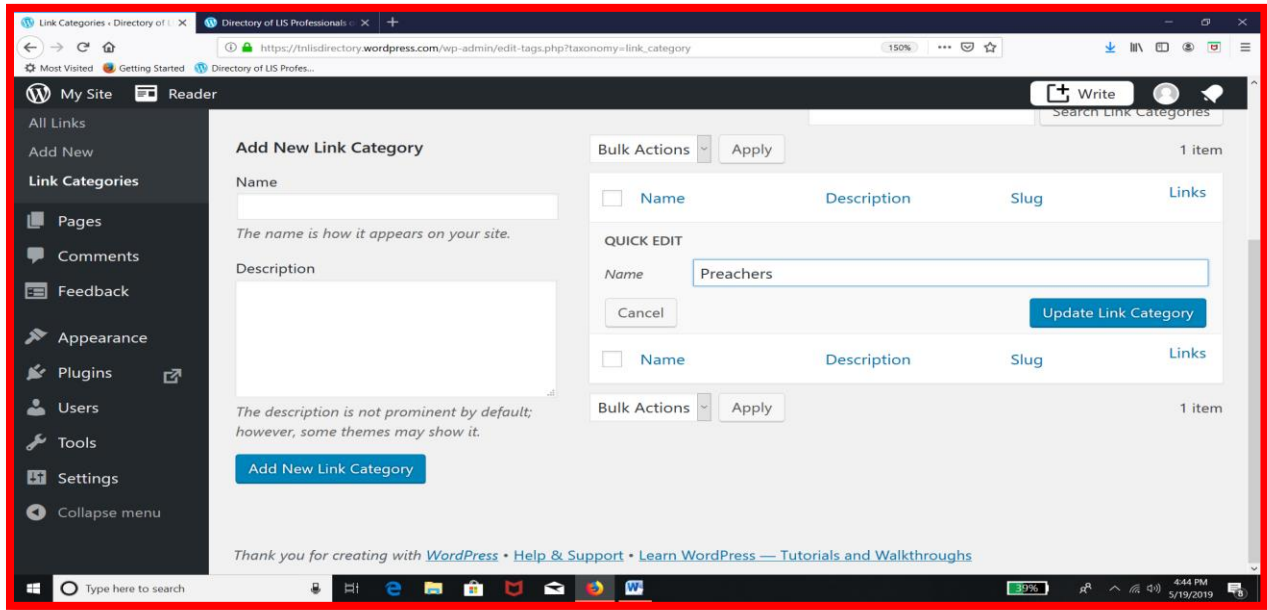 Link Categories ‹ Directory of L
Directory of LIS Professionals o
https://tnlisdirectory.wordpress.com/wp-admin/edit-tags.php?taxonomy=link_category
150%
Most Visited
Getting Started
Directory of LIS Profes...
My Site
Reader
Write
All Links
Add New
Link Categories
Pages
Comments
Feedback
Appearance
Plugins
Users
Tools
Settings
Collapse menu
Add New Link Category
Name
The name is how it appears on your site.
Description
The description is not prominent by default;
however, some themes may show it.
Add New Link Category
Search Link Categories
Bulk Actions Apply 1 item
Name Description Slug Links
QUICK EDIT
Name Preachers
Cancel Update Link Category
Name Description Slug Links
Bulk Actions Apply 1 item
Thank you for creating with WordPress • Help & Support • Learn WordPress — Tutorials and Walkthroughs
Type here to search
39%
4:44 PM
5/19/2019
8